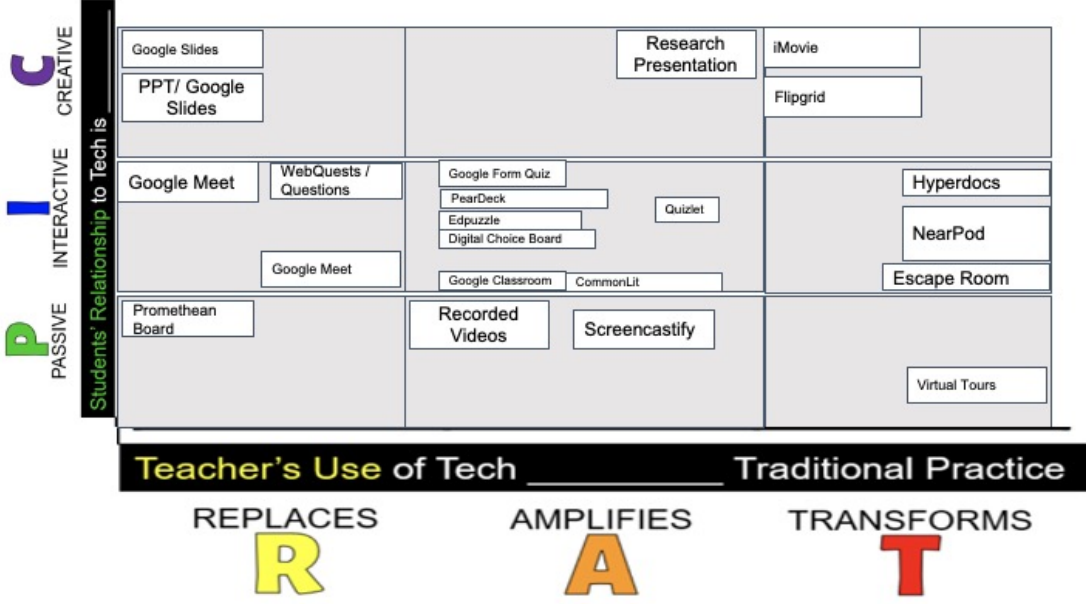 C
CREATIVE
I
INTERACTIVE
P
PASSIVE
Students' Relationship to Tech is ______
Google Slides
PPT/ Google
Slides
Research
Presentation
iMovie
Flipgrid
Google Meet
WebQuests /
Questions
Google Meet
Google Form Quiz
PearDeck
Edpuzzle
Digital Choice Board
Quizlet
Google Classroom
CommonLit
Hyperdocs
NearPod
Escape Room
Promethean
Board
Recorded
Videos
Screencastify
Virtual Tours
Teacher's Use of Tech ____________ Traditional Practice
REPLACES
AMPLIFIES
TRANSFORMS
R
A
T